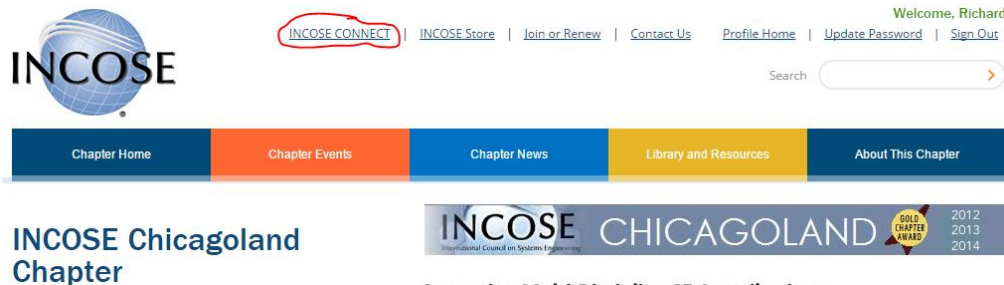 Welcome, Richard
INCOSE CONNECT | INCOSE Store | Join or Renew | Contact Us Profile Home | Update Password | Sign Out
INCOSE
®
Search
Chapter Home Chapter Events Chapter News Library and Resources About This Chapter
INCOSE Chicagoland
Chapter
INCOSE
International Council on Systems Engineering
CHICAGOLAND
GOLD
CHAPTER
AWARD
2012
2013
2014